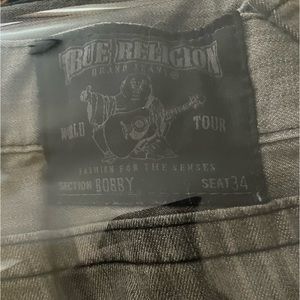 TRUE RELIGION
BRAND JEANS
WORLD TOUR
FASHION FOR THE SENSES
SECTION BOBBY SEAT 34